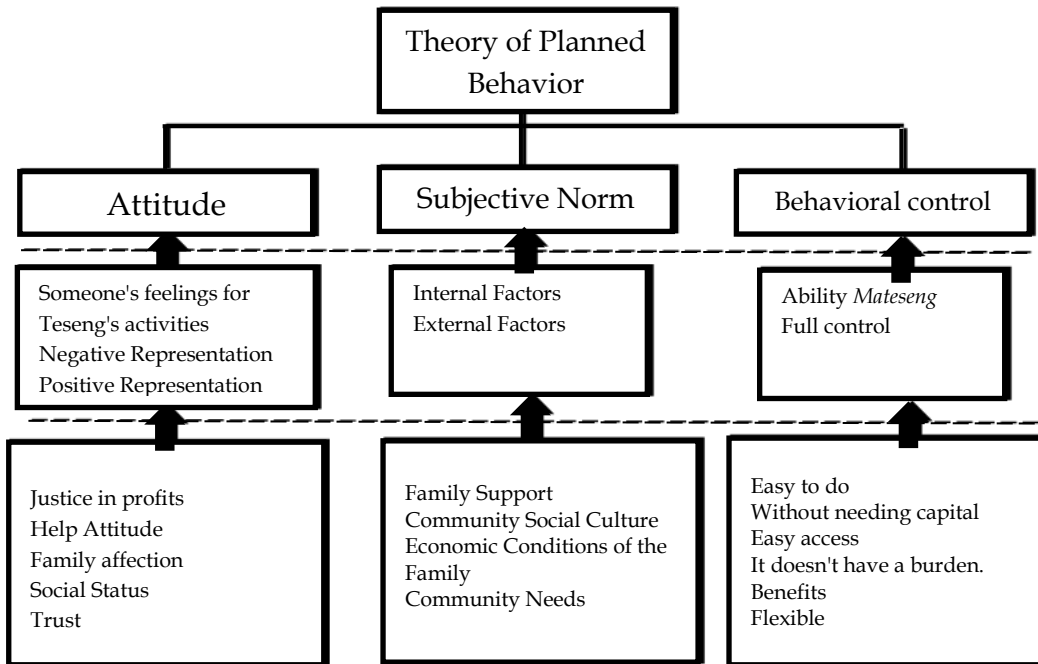 Theory of Planned
Behavior
Attitude
Subjective Norm
Behavioral control
Someone's feelings for
Teseng's activities
Negative Representation
Positive Representation
Internal Factors
External Factors
Ability Mateseng
Full control
Justice in profits
Help Attitude
Family affection
Social Status
Trust
Family Support
Community Social Culture
Economic Conditions of the
Family
Community Needs
Easy to do
Without needing capital
Easy access
It doesn't have a burden.
Benefits
Flexible